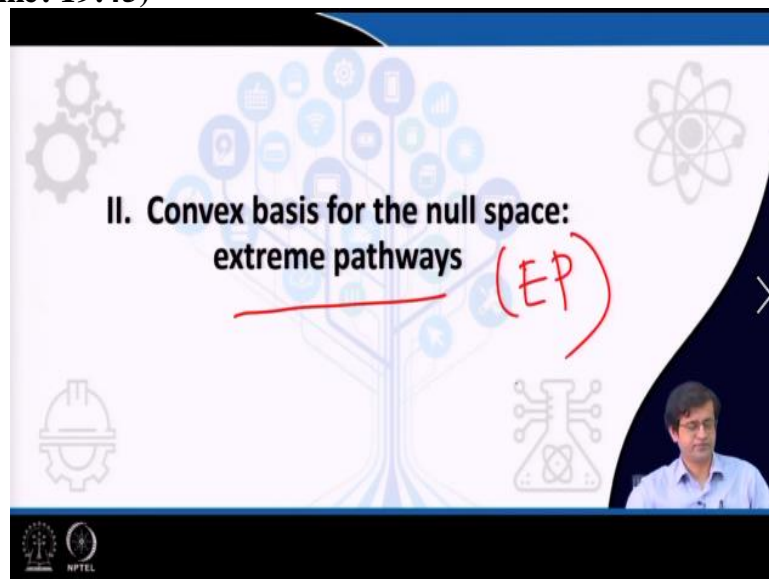 II. Convex basis for the null space:
extreme pathways (EP)
NPTEL